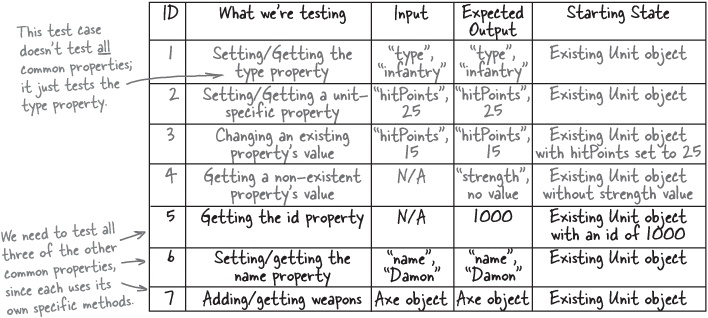 This test case
doesn't test all
common properties;
it just tests the
type property.
We need to test all
three of the other
common properties,
since each uses its
own specific methods.
ID What we're testing Input Expected Output Starting State
1 Setting/Getting the type property "type", "infantry" "type", "infantry" Existing Unit object
2 Setting/Getting a unit-specific property "hitPoints", 25 "hitPoints", 25 Existing Unit object
3 Changing an existing property's value "hitPoints", 15 "hitPoints", 15 Existing Unit object with hitPoints set to 25
4 Getting a non-existent property's value N/A "strength", no value Existing Unit object without strength value
5 Getting the id property N/A 1000 Existing Unit object with an id of 1000
6 Setting/getting the name property "name", "Damon" "name", "Damon" Existing Unit object
7 Adding/getting weapons Axe object Axe object Existing Unit object